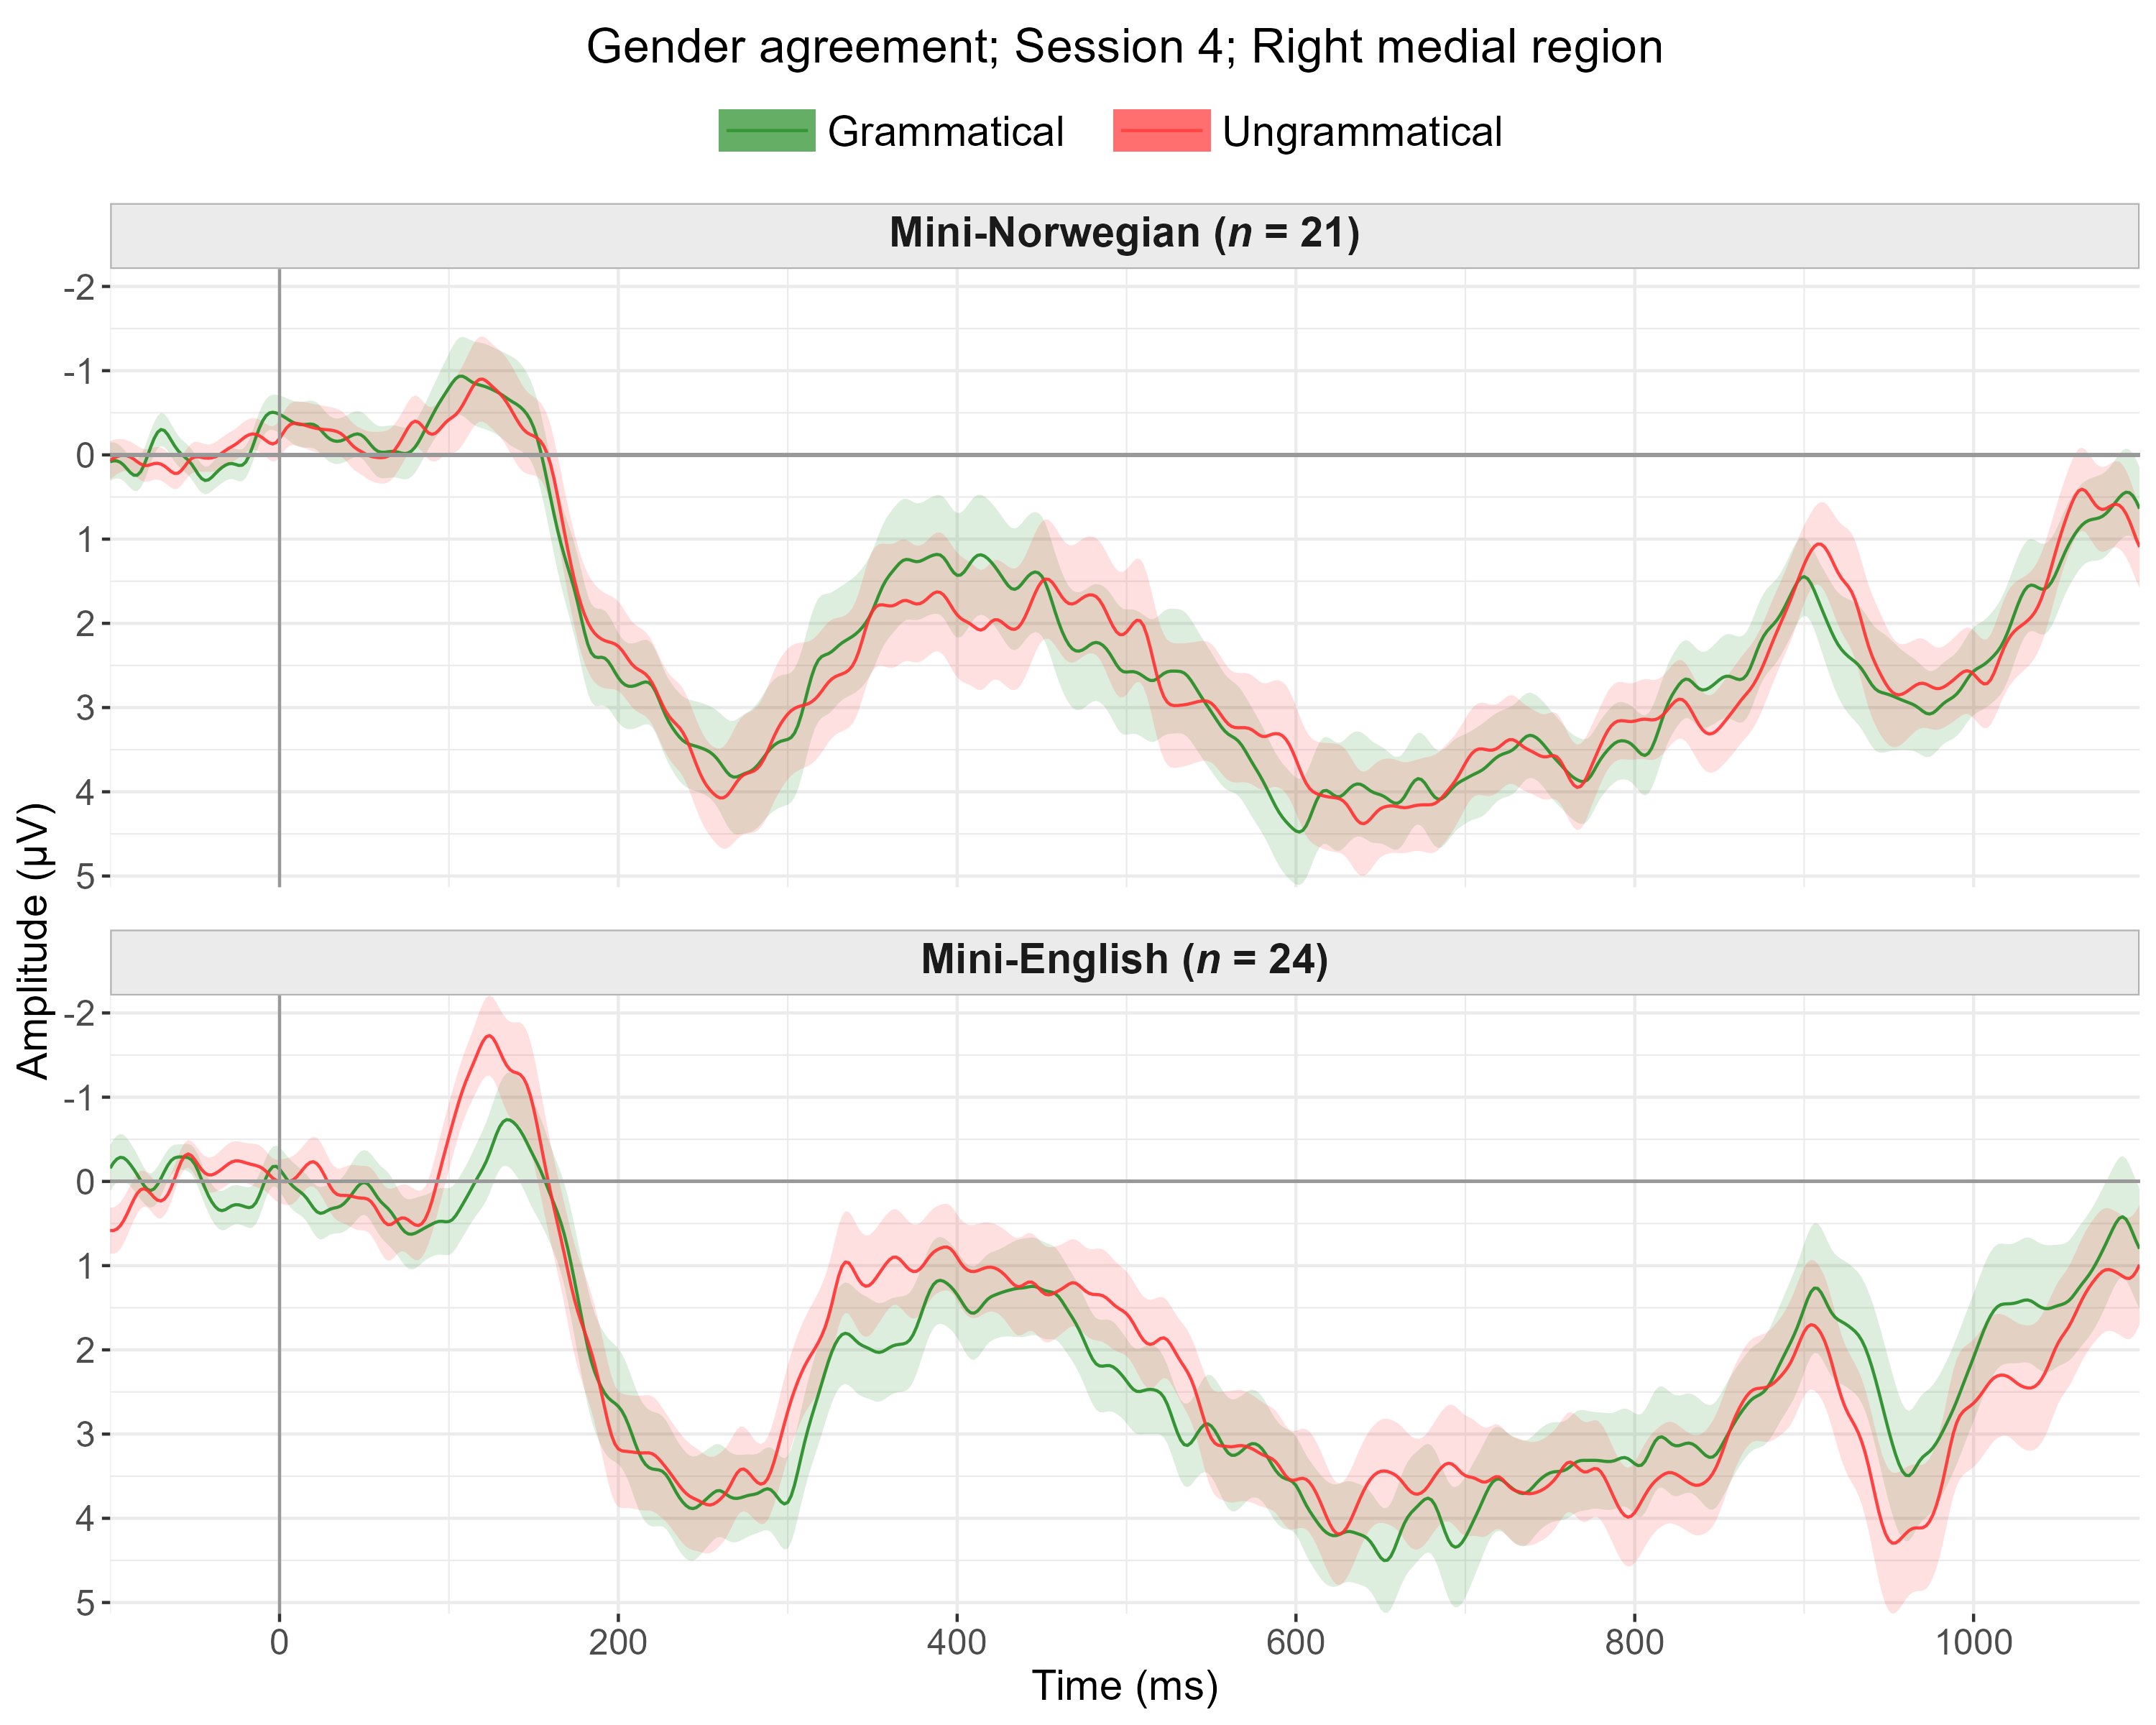 Gender agreement; Session 4; Right medial region
Grammatical Ungrammatical
Mini-Norwegian (n = 21)
-2
-1
0
1
2
3
4
5
Mini-English (n = 24)
-2
-1
0
1
2
3
4
5
Amplitude (µV)
0 200 400 600 800 1000
Time (ms)